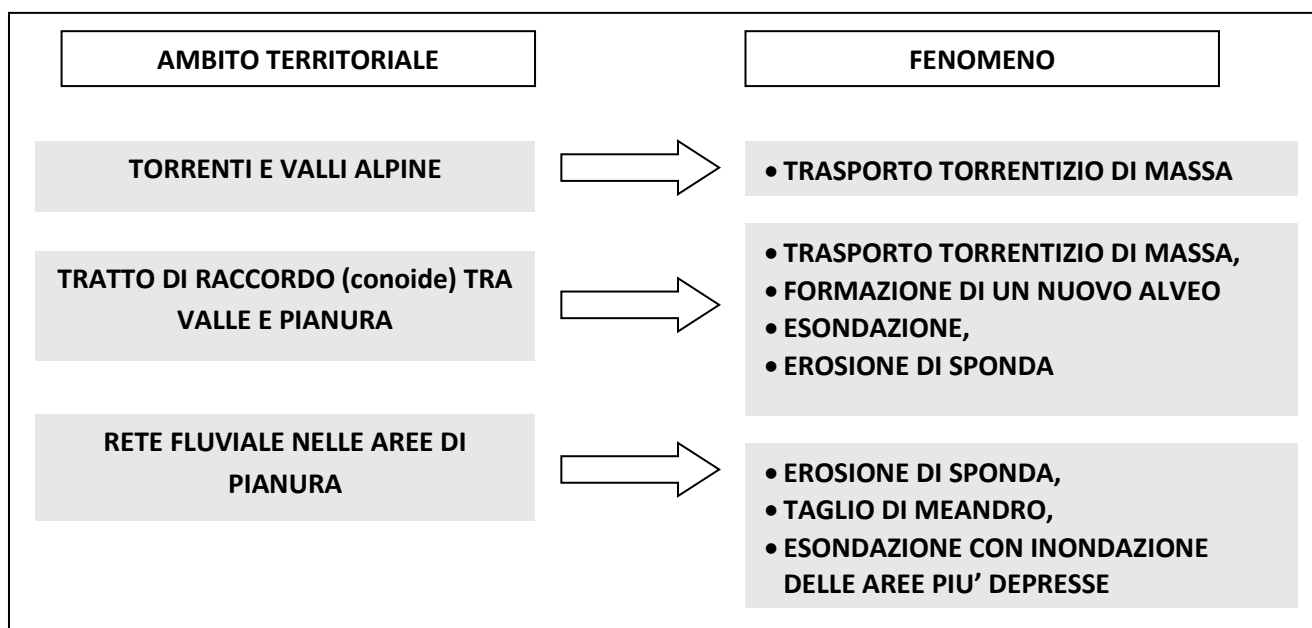 AMBITO TERRITORIALE
FENOMENO
TORRENTI E VALLI ALPINE
• TRASPORTO TORRENTIZIO DI MASSA
TRATTO DI RACCORDO (conoide) TRA
VALLE E PIANURA
• TRASPORTO TORRENTIZIO DI MASSA,
• FORMAZIONE DI UN NUOVO ALVEO
• ESONDAZIONE,
• EROSIONE DI SPONDA
RETE FLUVIALE NELLE AREE DI
PIANURA
• EROSIONE DI SPONDA,
• TAGLIO DI MEANDRO,
• ESONDAZIONE CON INONDAZIONE
DELLE AREE PIU’ DEPRESSE